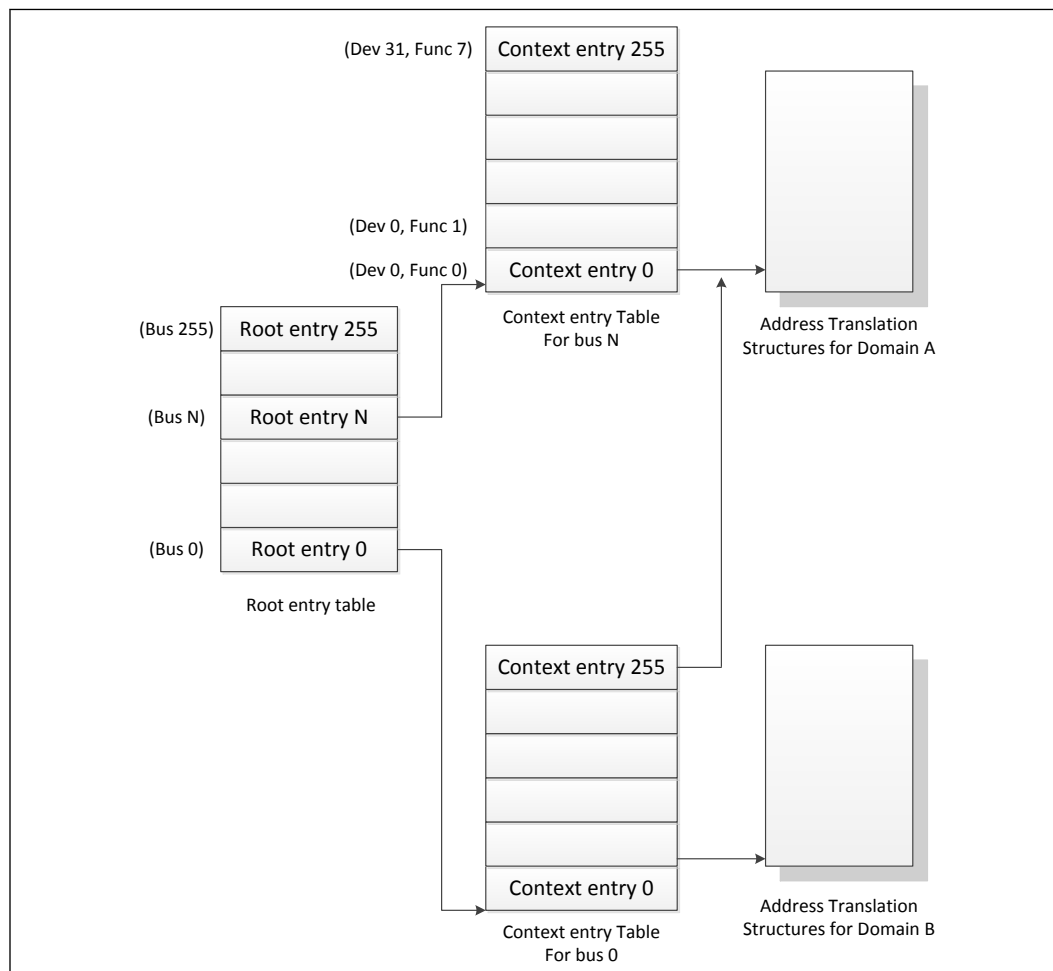 (Dev 31, Func 7)
Context entry 255
(Dev 0, Func 1)
(Dev 0, Func 0)
Context entry 0
Context entry Table
For bus N
Address Translation
Structures for Domain A
(Bus 255)
Root entry 255
(Bus N)
Root entry N
(Bus 0)
Root entry 0
Root entry table
Context entry 255
Context entry 0
Context entry Table
For bus 0
Address Translation
Structures for Domain B